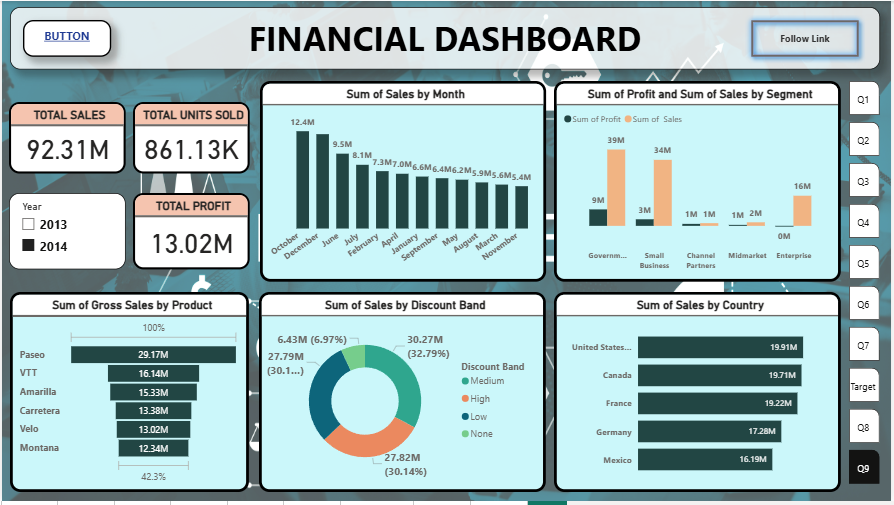 BUTTON
FINANCIAL DASHBOARD
Follow Link
TOTAL SALES
92.31M
TOTAL UNITS SOLD
861.13K
Year
2013
2014
TOTAL PROFIT
13.02M
Sum of Sales by Month
12.4M
9.5M
8.1M
7.3M
7.0M
6.6M
6.4M
6.2M
5.9M
5.6M
5.4M
October
December
June
July
February
April
January
September
May
August
March
November
Sum of Profit and Sum of Sales by Segment
Sum of Profit
Sum of Sales
9M
39M
3M
34M
1M
1M
1M
2M
0M
16M
Governm...
Small
Business
Channel
Partners
Midmarket
Enterprise
Q1
Q2
Q3
Q4
Q5
Q6
Q7
Target
Q8
Q9
Sum of Gross Sales by Product
100%
Paseo 29.17M
VTT 16.14M
Amarilla 15.33M
Carretera 13.38M
Velo 13.02M
Montana 12.34M
42.3%
Sum of Sales by Discount Band
6.43M (6.97%)
27.79M
(30.1...)
30.27M
(32.79%)
27.82M
(30.14%)
Discount Band
Medium
High
Low
None
Sum of Sales by Country
United States... 19.91M
Canada 19.71M
France 19.22M
Germany 17.28M
Mexico 16.19M